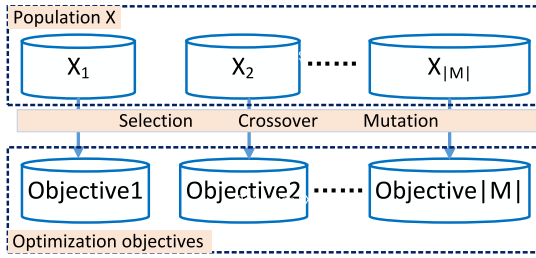 Population X
X1 X2 ...... X|M|
Selection Crossover Mutation
Objective1 Objective2 ...... Objective|M|
Optimization objectives